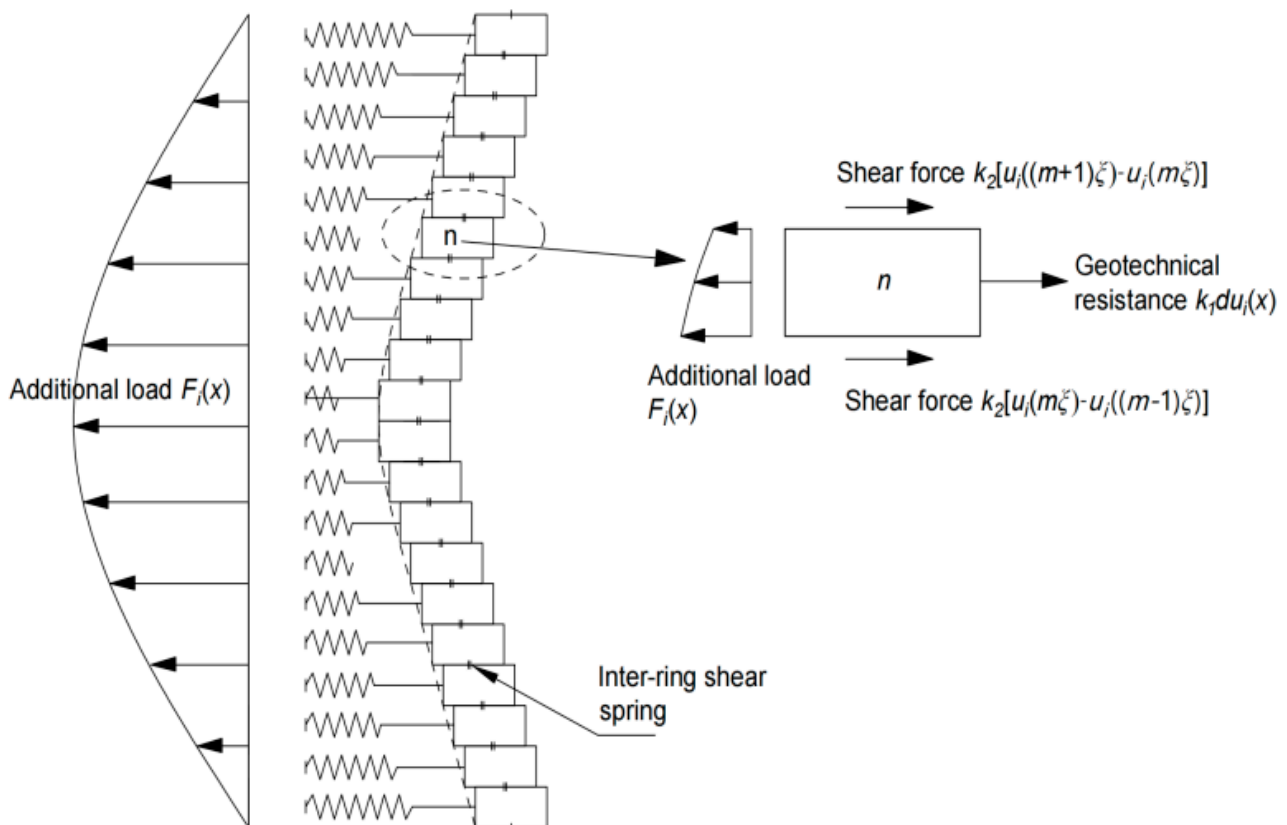 Additional load Fᵢ(x)
n
Inter-ring shear
spring
Additional load
Fᵢ(x)
Shear force k₂[uᵢ((m+1)ξ)-uᵢ(mξ)]
n
Geotechnical
resistance k₁duᵢ(x)
Shear force k₂[uᵢ(mξ)-uᵢ((m-1)ξ)]